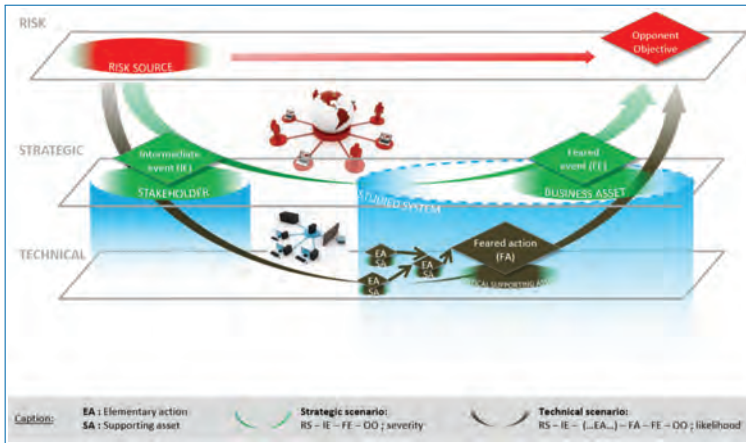 RISK
Opponent
Objective
RISK SOURCE
STRATEGIC
Intermediate
event (IE)
Feared
event (FE)
STAKEHOLDER
STUDIED SYSTEM
BUSINESS ASSET
TECHNICAL
EA
SA
EA
SA
EA
SA
Feared action
(FA)
SUPPORTING
Caption:
EA : Elementary action
SA : Supporting asset
Strategic scenario:
RS – IE – FE – OO ; severity
Technical scenario:
RS – IE – (...EA...) – FA – FE – OO ; likelihood